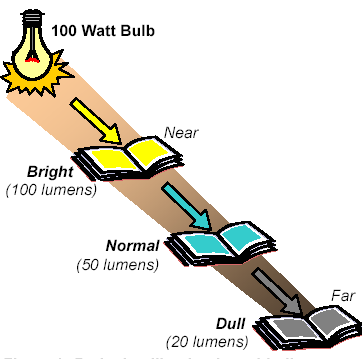 100 Watt Bulb
Near
Bright
(100 lumens)
Normal
(50 lumens)
Far
Dull
(20 lumens)